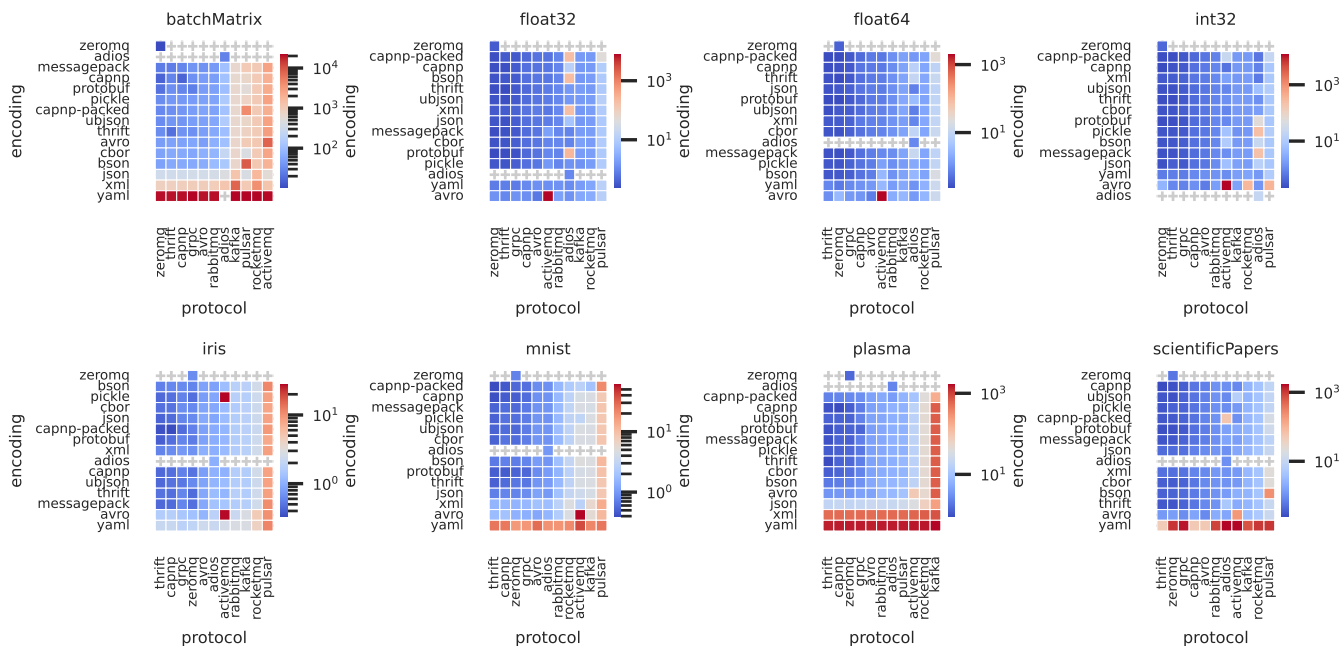 batchMatrix
encoding
zeromq
adios
messagepack
capnp
protobuf
pickle
capnp-packed
ubjson
thrift
avro
cbor
bson
json
xml
yaml
zeromq
thrift
capnp
grpc
avro
rabbitmq
adios
kafka
pulsar
rocketmq
activemq
protocol
10^4
10^3
10^2
float32
encoding
zeromq
capnp-packed
capnp
bson
thrift
ubjson
xml
json
messagepack
cbor
protobuf
pickle
adios
yaml
avro
zeromq
thrift
grpc
capnp
avro
activemq
rabbitmq
adios
kafka
rocketmq
pulsar
protocol
10^3
10^1
float64
encoding
zeromq
capnp-packed
capnp
thrift
json
protobuf
ubjson
xml
cbor
adios
messagepack
pickle
bson
yaml
avro
thrift
zeromq
grpc
capnp
avro
activemq
rabbitmq
kafka
adios
rocketmq
pulsar
protocol
10^3
10^1
int32
encoding
zeromq
capnp-packed
capnp
xml
ubjson
thrift
cbor
protobuf
pickle
bson
messagepack
json
yaml
avro
adios
zeromq
thrift
grpc
capnp
avro
rabbitmq
activemq
kafka
rocketmq
adios
pulsar
protocol
10^3
10^1
iris
encoding
zeromq
bson
pickle
cbor
json
capnp-packed
protobuf
xml
adios
capnp
ubjson
thrift
messagepack
avro
yaml
thrift
capnp
grpc
zeromq
avro
adios
activemq
rabbitmq
kafka
rocketmq
pulsar
protocol
10^1
10^0
mnist
encoding
zeromq
capnp-packed
capnp
messagepack
pickle
ubjson
cbor
adios
bson
protobuf
thrift
json
xml
avro
yaml
thrift
capnp
zeromq
grpc
avro
adios
rabbitmq
rocketmq
activemq
kafka
pulsar
protocol
10^1
10^0
plasma
encoding
zeromq
adios
capnp-packed
capnp
ubjson
protobuf
messagepack
pickle
thrift
cbor
bson
avro
json
xml
yaml
thrift
capnp
zeromq
grpc
avro
activemq
rabbitmq
adios
pulsar
rocketmq
kafka
protocol
10^3
10^1
scientificPapers
encoding
zeromq
capnp
ubjson
pickle
capnp-packed
protobuf
messagepack
json
adios
xml
cbor
bson
thrift
avro
yaml
thrift
zeromq
grpc
capnp
avro
rabbitmq
adios
activemq
kafka
rocketmq
pulsar
protocol
10^3
10^1